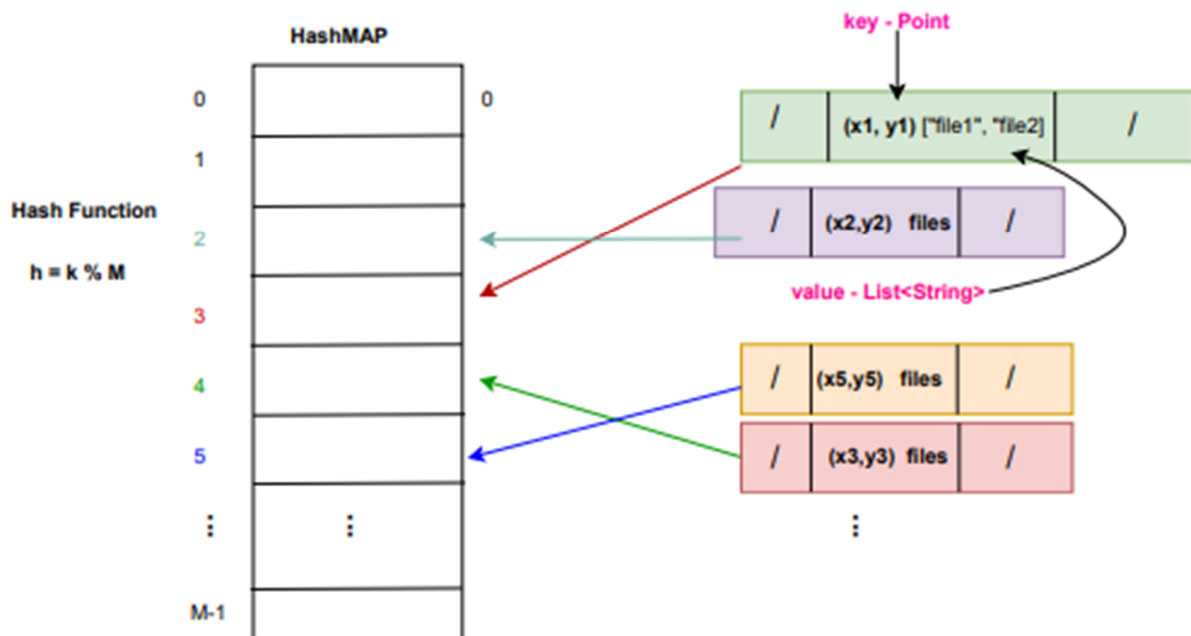 key - Point
HashMAP
0
0
/ (x1, y1) ["file1", "file2] /
1
Hash Function
/ (x2,y2) files /
2
h = k % M
value - List<String>
3
/ (x5,y5) files /
4
5
/ (x3,y3) files /
M-1